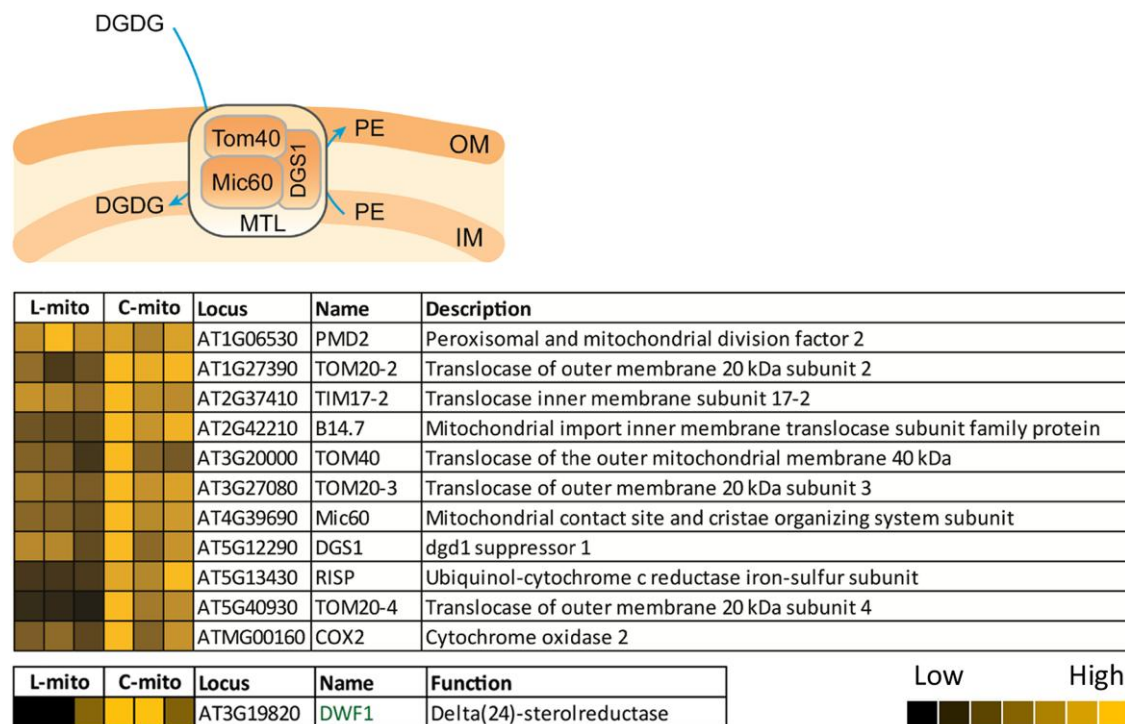 DGDG
Tom40
DGS1
PE
OM
Mic60
DGDG
MTL
PE
IM
L-mito C-mito Locus Name Description
AT1G06530 PMD2 Peroxisomal and mitochondrial division factor 2
AT1G27390 TOM20-2 Translocase of outer membrane 20 kDa subunit 2
AT2G37410 TIM17-2 Translocase inner membrane subunit 17-2
AT2G42210 B14.7 Mitochondrial import inner membrane translocase subunit family protein
AT3G20000 TOM40 Translocase of the outer mitochondrial membrane 40 kDa
AT3G27080 TOM20-3 Translocase of outer membrane 20 kDa subunit 3
AT4G39690 Mic60 Mitochondrial contact site and cristae organizing system subunit
AT5G12290 DGS1 dgd1 suppressor 1
AT5G13430 RISP Ubiquinol-cytochrome c reductase iron-sulfur subunit
AT5G40930 TOM20-4 Translocase of outer membrane 20 kDa subunit 4
ATMG00160 COX2 Cytochrome oxidase 2
L-mito C-mito Locus Name Function
AT3G19820 DWF1 Delta(24)-sterolreductase
Low High